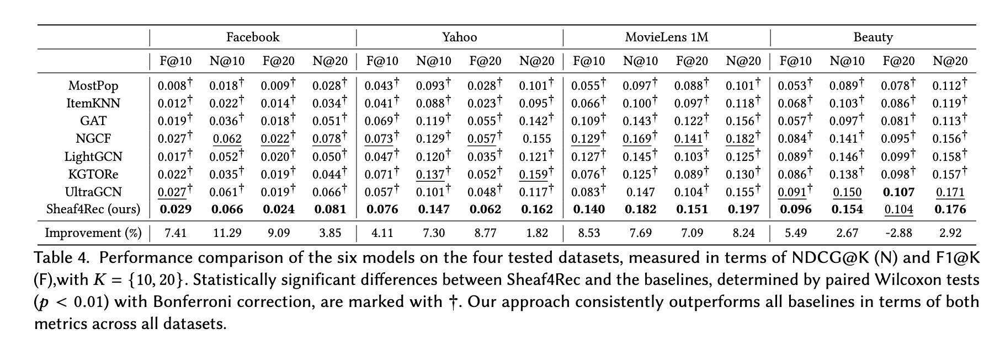 Facebook Yahoo MovieLens 1M Beauty
F@10 N@10 F@20 N@20 F@10 N@10 F@20 N@20 F@10 N@10 F@20 N@20 F@10 N@10 F@20 N@20
MostPop 0.008† 0.018† 0.009† 0.028† 0.043† 0.093† 0.028† 0.101† 0.055† 0.097† 0.088† 0.101† 0.053† 0.089† 0.078† 0.112†
ItemKNN 0.012† 0.022† 0.014† 0.034† 0.041† 0.088† 0.023† 0.095† 0.066† 0.100† 0.097† 0.118† 0.068† 0.103† 0.086† 0.119†
GAT 0.019† 0.036† 0.018† 0.051† 0.069† 0.119† 0.055† 0.142† 0.109† 0.143† 0.122† 0.156† 0.057† 0.097† 0.081† 0.113†
NGCF 0.027† 0.062 0.022† 0.078† 0.073† 0.129† 0.057† 0.155 0.129† 0.169† 0.141† 0.182† 0.084† 0.141† 0.095† 0.156†
LightGCN 0.017† 0.052† 0.020† 0.050† 0.047† 0.120† 0.035† 0.121† 0.127† 0.145† 0.103† 0.125† 0.089† 0.146† 0.099† 0.158†
KGTORe 0.022† 0.035† 0.019† 0.044† 0.071† 0.137† 0.052† 0.159† 0.076† 0.125† 0.089† 0.130† 0.086† 0.138† 0.098† 0.157†
UltraGCN 0.027† 0.061† 0.019† 0.066† 0.057† 0.101† 0.048† 0.117† 0.083† 0.147 0.104† 0.155† 0.091† 0.150 0.107 0.171
Sheaf4Rec (ours) 0.029 0.066 0.024 0.081 0.076 0.147 0.062 0.162 0.140 0.182 0.151 0.197 0.096 0.154 0.104 0.176
Improvement (%) 7.41 11.29 9.09 3.85 4.11 7.30 8.77 1.82 8.53 7.69 7.09 8.24 5.49 2.67 -2.88 2.92
Table 4. Performance comparison of the six models on the four tested datasets, measured in terms of NDCG@K (N) and F1@K
(F),with K = {10, 20}. Statistically significant differences between Sheaf4Rec and the baselines, determined by paired Wilcoxon tests
(p < 0.01) with Bonferroni correction, are marked with †. Our approach consistently outperforms all baselines in terms of both
metrics across all datasets.